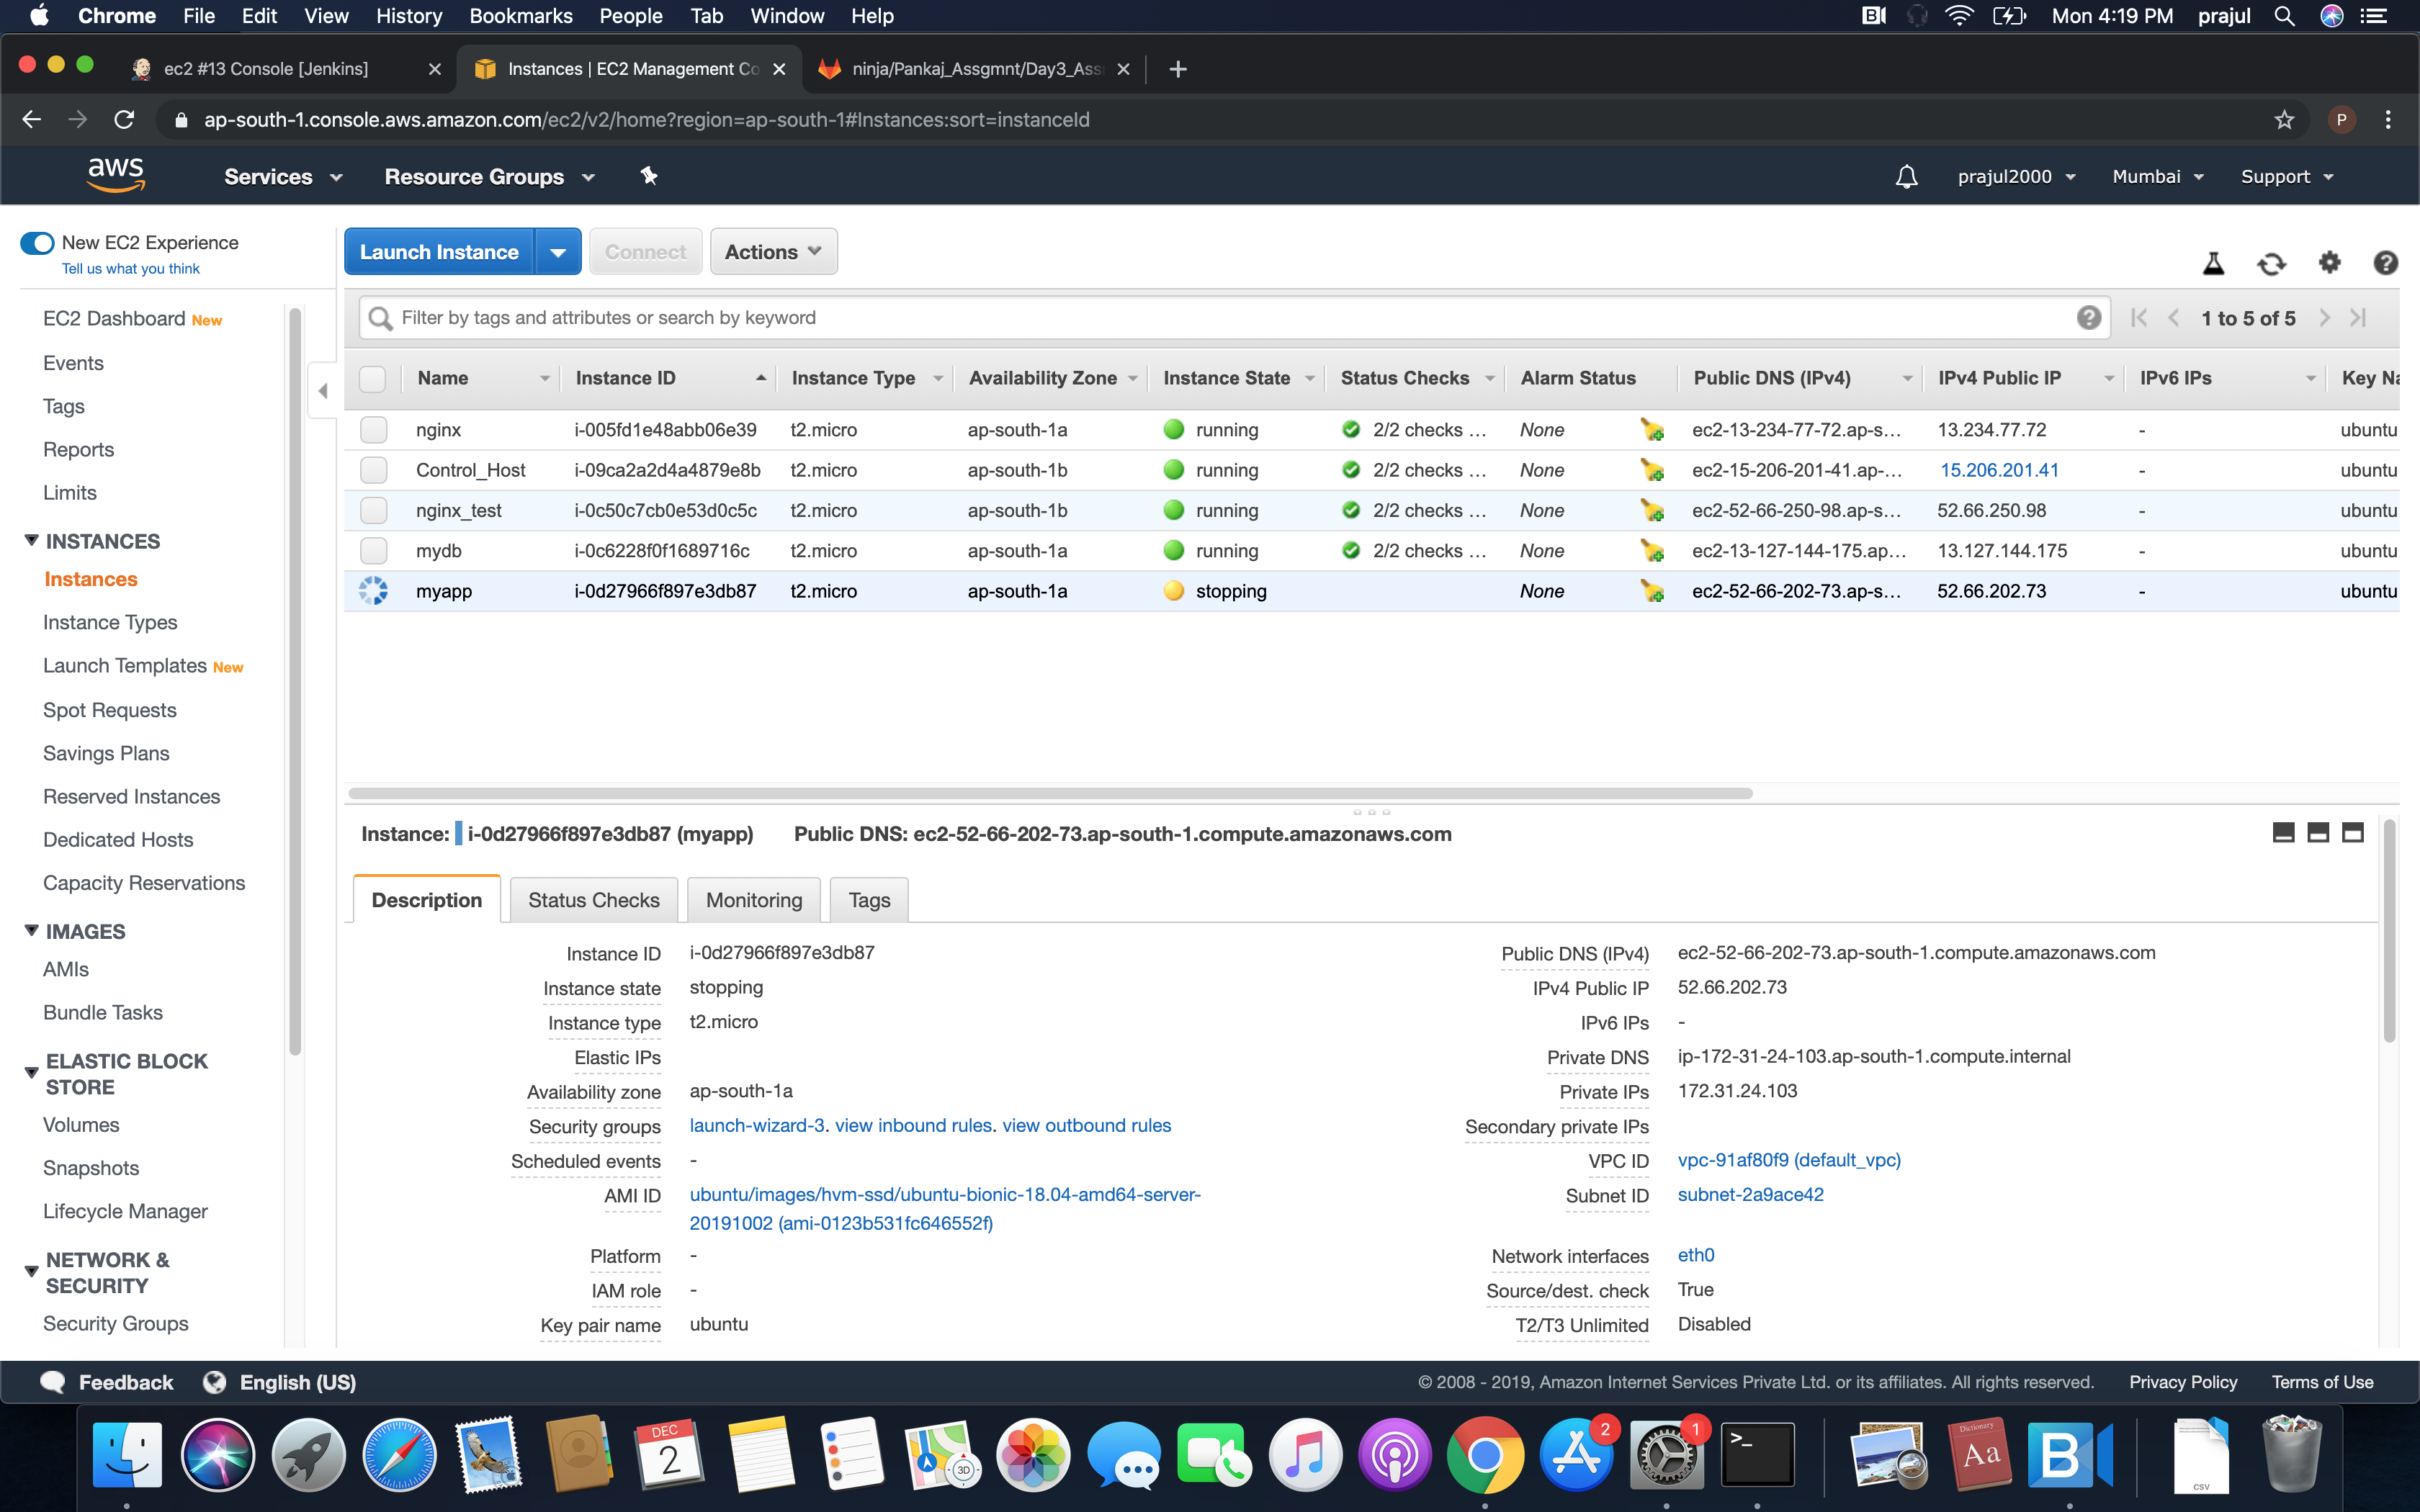 Chrome File Edit View History Bookmarks People Tab Window Help Mon 4:19 PM prajul
ec2 #13 Console [Jenkins] Instances | EC2 Management Co ninja/Pankaj_Assgmnt/Day3_Ass
ap-south-1.console.aws.amazon.com/ec2/v2/home?region=ap-south-1#Instances:sort=instanceId P
aws Services Resource Groups prajul2000 Mumbai Support
New EC2 Experience
Tell us what you think
EC2 Dashboard New
Events
Tags
Reports
Limits
INSTANCES
Instances
Instance Types
Launch Templates New
Spot Requests
Savings Plans
Reserved Instances
Dedicated Hosts
Capacity Reservations
IMAGES
AMIs
Bundle Tasks
ELASTIC BLOCK
STORE
Volumes
Snapshots
Lifecycle Manager
NETWORK &
SECURITY
Security Groups
Launch Instance Connect Actions
Filter by tags and attributes or search by keyword 1 to 5 of 5
Name Instance ID Instance Type Availability Zone Instance State Status Checks Alarm Status Public DNS (IPv4) IPv4 Public IP IPv6 IPs Key Na
nginx i-005fd1e48abb06e39 t2.micro ap-south-1a running 2/2 checks ... None ec2-13-234-77-72.ap-s... 13.234.77.72 - ubuntu
Control_Host i-09ca2a2d4a4879e8b t2.micro ap-south-1b running 2/2 checks ... None ec2-15-206-201-41.ap-... 15.206.201.41 - ubuntu
nginx_test i-0c50c7cb0e53d0c5c t2.micro ap-south-1b running 2/2 checks ... None ec2-52-66-250-98.ap-s... 52.66.250.98 - ubuntu
mydb i-0c6228f0f1689716c t2.micro ap-south-1a running 2/2 checks ... None ec2-13-127-144-175.ap... 13.127.144.175 - ubuntu
myapp i-0d27966f897e3db87 t2.micro ap-south-1a stopping None ec2-52-66-202-73.ap-s... 52.66.202.73 - ubuntu
Instance: i-0d27966f897e3db87 (myapp) Public DNS: ec2-52-66-202-73.ap-south-1.compute.amazonaws.com
Description Status Checks Monitoring Tags
Instance ID i-0d27966f897e3db87 Public DNS (IPv4) ec2-52-66-202-73.ap-south-1.compute.amazonaws.com
Instance state stopping IPv4 Public IP 52.66.202.73
Instance type t2.micro IPv6 IPs -
Elastic IPs Private DNS ip-172-31-24-103.ap-south-1.compute.internal
Availability zone ap-south-1a Private IPs 172.31.24.103
Security groups launch-wizard-3. view inbound rules. view outbound rules Secondary private IPs
Scheduled events - VPC ID vpc-91af80f9 (default_vpc)
AMI ID ubuntu/images/hvm-ssd/ubuntu-bionic-18.04-amd64-server- Subnet ID subnet-2a9ace42
20191002 (ami-0123b531fc646552f)
Platform - Network interfaces eth0
IAM role - Source/dest. check True
Key pair name ubuntu T2/T3 Unlimited Disabled
Feedback English (US) © 2008 - 2019, Amazon Internet Services Private Ltd. or its affiliates. All rights reserved. Privacy Policy Terms of Use
DEC
2
3D
2
1
>_
Dictionary
Aa
B
CSV